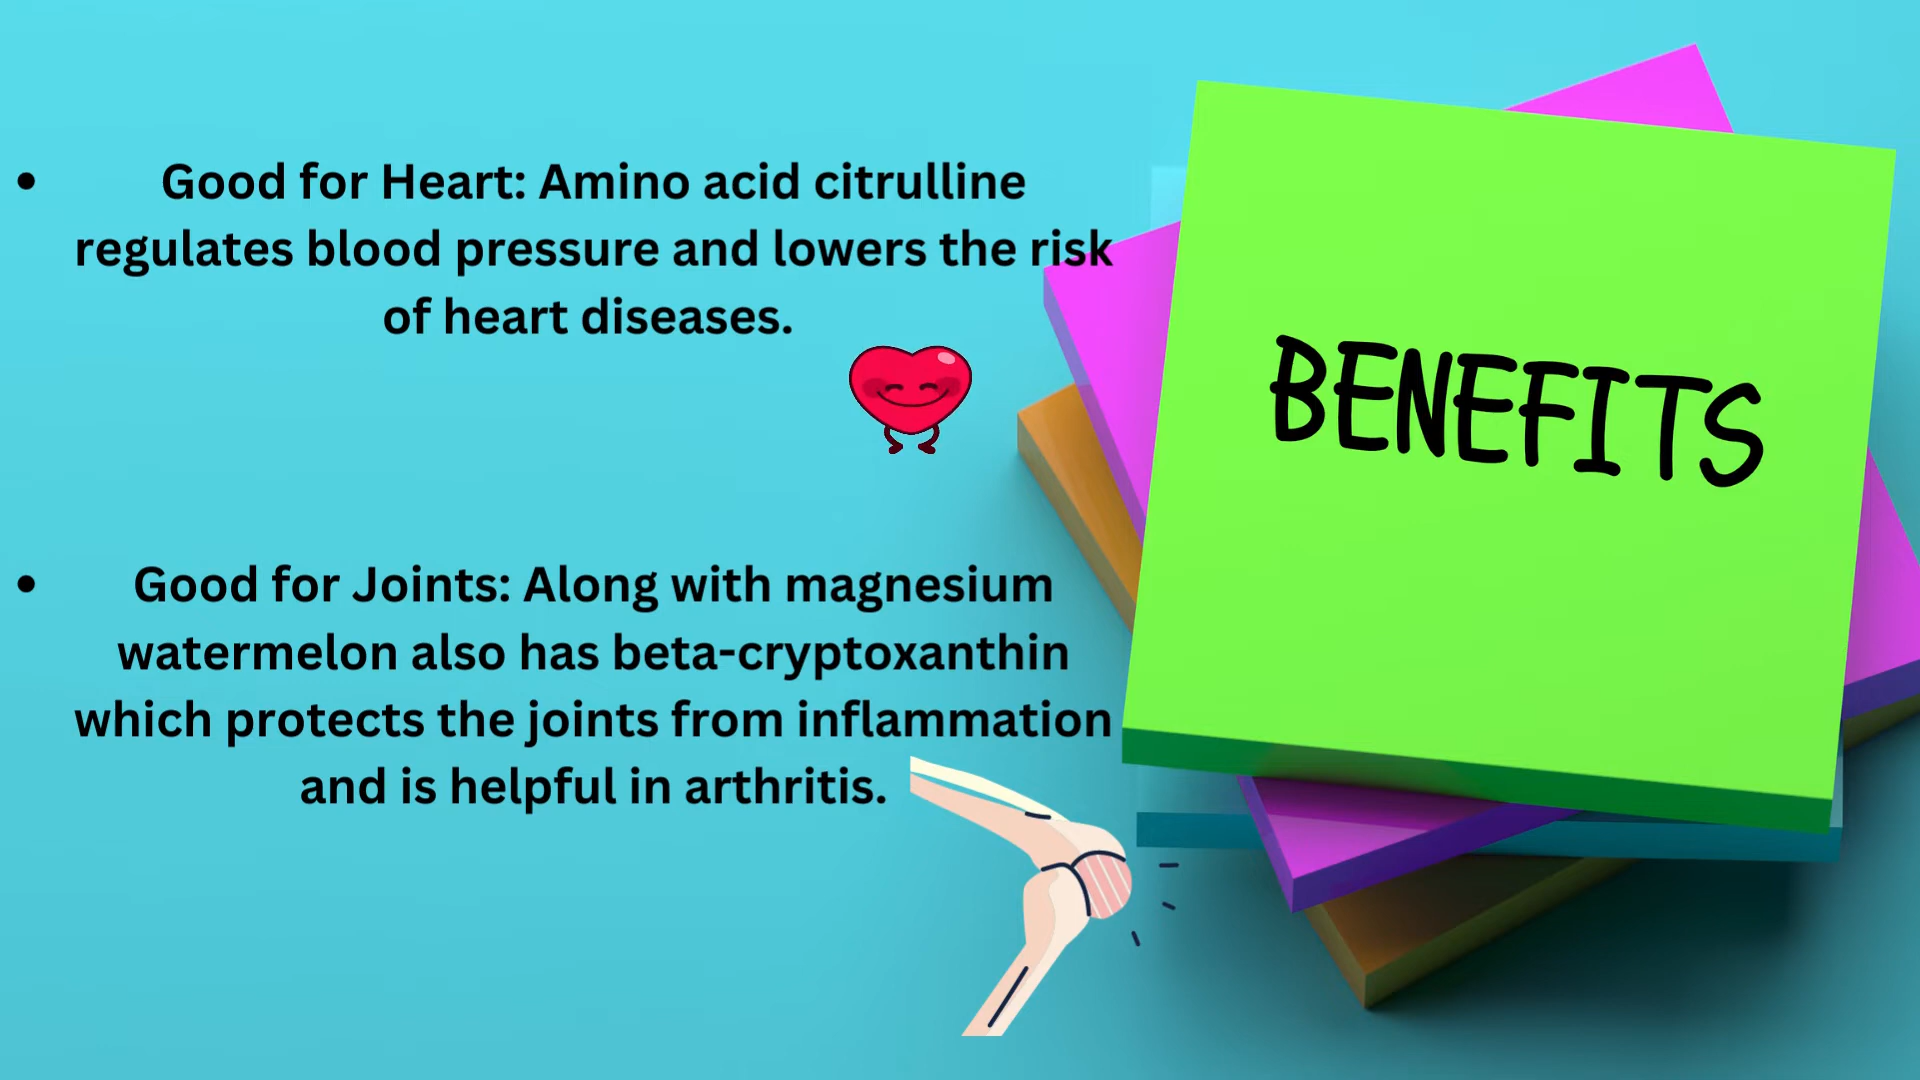 • Good for Heart: Amino acid citrulline
regulates blood pressure and lowers the risk
of heart diseases.
• Good for Joints: Along with magnesium
watermelon also has beta-cryptoxanthin
which protects the joints from inflammation
and is helpful in arthritis.
BENEFITS